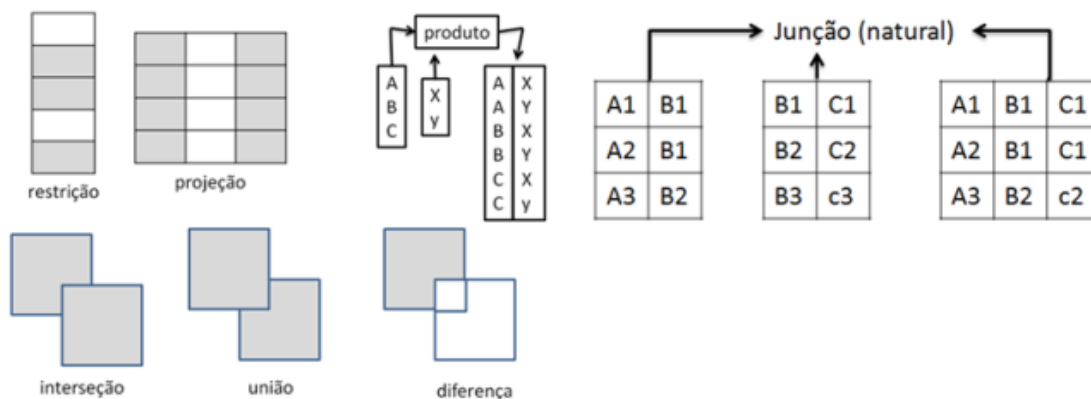 restrição
projeção
produto
A
B
C
X
y
A X
A Y
B X
B Y
C X
C y
Junção (natural)
A1 B1
A2 B1
A3 B2
B1 C1
B2 C2
B3 c3
A1 B1 C1
A2 B1 C1
A3 B2 c2
interseção
união
diferença